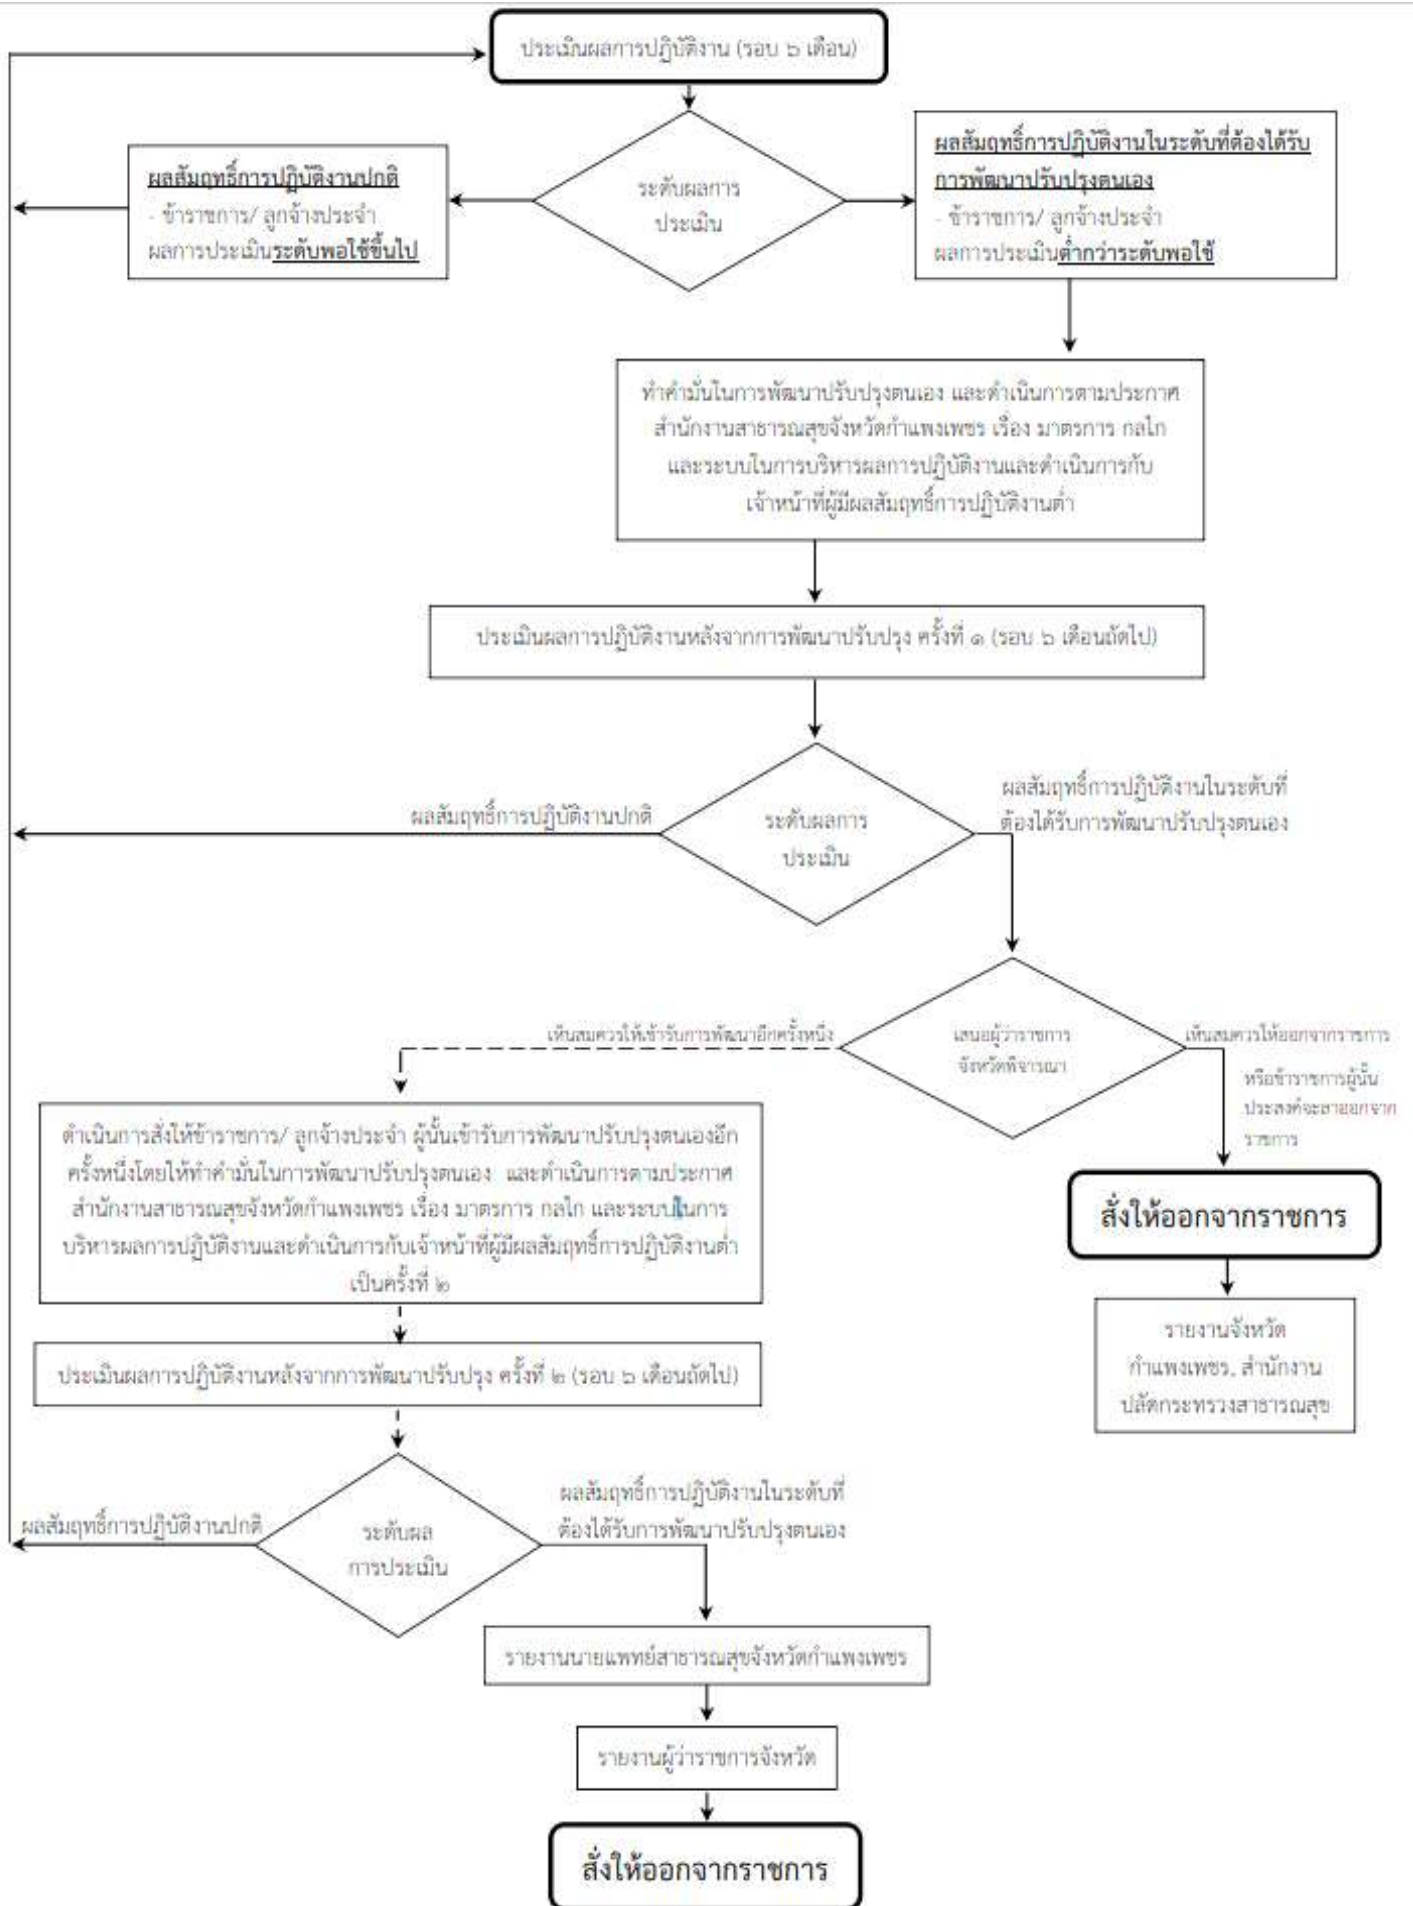 ประเมินผลการปฏิบัติงาน (รอบ ๖ เดือน)
ระดับผลการ
ประเมิน
ผลสัมฤทธิ์การปฏิบัติงานปกติ
- ข้าราชการ/ ลูกจ้างประจำ
ผลการประเมินระดับพอใช้ขึ้นไป
ผลสัมฤทธิ์การปฏิบัติงานในระดับที่ต้องได้รับ
การพัฒนาปรับปรุงตนเอง
- ข้าราชการ/ ลูกจ้างประจำ
ผลการประเมินต่ำกว่าระดับพอใช้
ทำคำมั่นในการพัฒนาปรับปรุงตนเอง และดำเนินการตามประกาศ
สำนักงานสาธารณสุขจังหวัดกำแพงเพชร เรื่อง มาตรการ กลไก
และระบบในการบริหารผลการปฏิบัติงานและดำเนินการกับ
เจ้าหน้าที่ผู้มีผลสัมฤทธิ์การปฏิบัติงานต่ำ
ประเมินผลการปฏิบัติงานหลังจากการพัฒนาปรับปรุง ครั้งที่ ๑ (รอบ ๖ เดือนถัดไป)
ผลสัมฤทธิ์การปฏิบัติงานปกติ
ระดับผลการ
ประเมิน
ผลสัมฤทธิ์การปฏิบัติงานในระดับที่
ต้องได้รับการพัฒนาปรับปรุงตนเอง
เห็นสมควรให้เข้ารับการพัฒนาอีกครั้งหนึ่ง
เสนอผู้ว่าราชการ
จังหวัดพิจารณา
เห็นสมควรให้ออกจากราชการ
หรือข้าราชการผู้นั้น
ประสงค์จะลาออกจาก
ราชการ
ดำเนินการสั่งให้ข้าราชการ/ ลูกจ้างประจำ ผู้นั้นเข้ารับการพัฒนาปรับปรุงตนเองอีก
ครั้งหนึ่งโดยให้ทำคำมั่นในการพัฒนาปรับปรุงตนเอง และดำเนินการตามประกาศ
สำนักงานสาธารณสุขจังหวัดกำแพงเพชร เรื่อง มาตรการ กลไก และระบบในการ
บริหารผลการปฏิบัติงานและดำเนินการกับเจ้าหน้าที่ผู้มีผลสัมฤทธิ์การปฏิบัติงานต่ำ
เป็นครั้งที่ ๒
สั่งให้ออกจากราชการ
รายงานจังหวัด
กำแพงเพชร, สำนักงาน
ปลัดกระทรวงสาธารณสุข
ประเมินผลการปฏิบัติงานหลังจากการพัฒนาปรับปรุง ครั้งที่ ๒ (รอบ ๖ เดือนถัดไป)
ผลสัมฤทธิ์การปฏิบัติงานปกติ
ระดับผล
การประเมิน
ผลสัมฤทธิ์การปฏิบัติงานในระดับที่
ต้องได้รับการพัฒนาปรับปรุงตนเอง
รายงานนายแพทย์สาธารณสุขจังหวัดกำแพงเพชร
รายงานผู้ว่าราชการจังหวัด
สั่งให้ออกจากราชการ